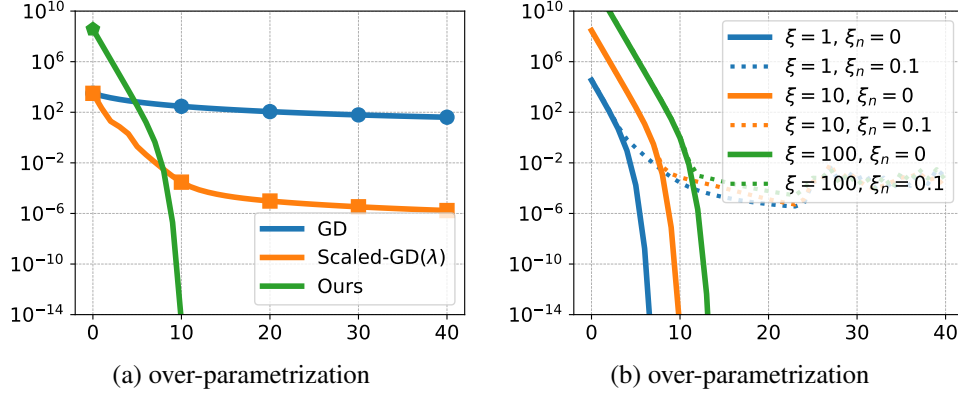 10^10
10^6
10^2
10^−2
10^−6
10^−10
10^−14
0 10 20 30 40
GD
Scaled-GD(λ)
Ours
(a) over-parametrization
10^10
10^6
10^2
10^−2
10^−6
10^−10
10^−14
0 10 20 30 40
ξ = 1, ξ_n = 0
ξ = 1, ξ_n = 0.1
ξ = 10, ξ_n = 0
ξ = 10, ξ_n = 0.1
ξ = 100, ξ_n = 0
ξ = 100, ξ_n = 0.1
(b) over-parametrization